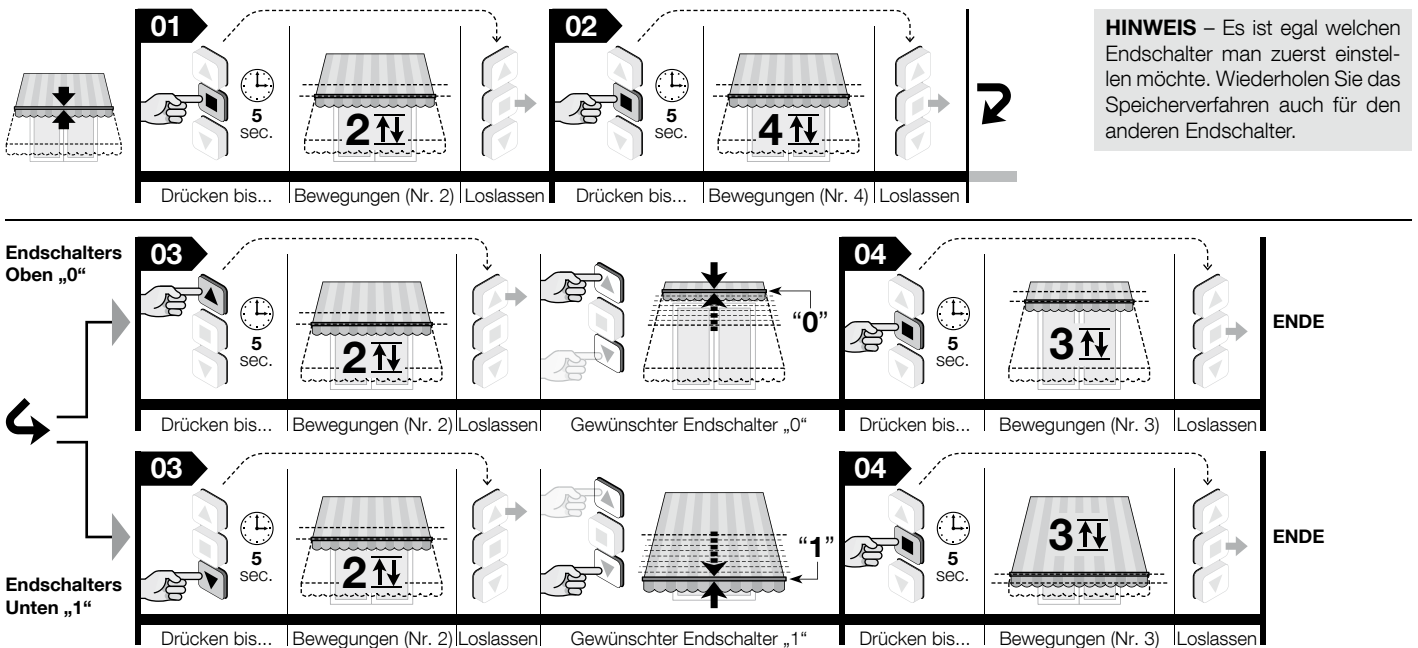 01
5
sec.
2
Drücken bis...
Bewegungen (Nr. 2)
Loslassen
02
5
sec.
4
Drücken bis...
Bewegungen (Nr. 4)
Loslassen
HINWEIS – Es ist egal welchen
Endschalter man zuerst einstel-
len möchte. Wiederholen Sie das
Speicherverfahren auch für den
anderen Endschalter.
Endschalters
Oben „0“
03
5
sec.
2
Drücken bis...
Bewegungen (Nr. 2)
Loslassen
“0”
Gewünschter Endschalter „0“
04
5
sec.
3
Drücken bis...
Bewegungen (Nr. 3)
Loslassen
ENDE
Endschalters
Unten „1“
03
5
sec.
2
Drücken bis...
Bewegungen (Nr. 2)
Loslassen
“1”
Gewünschter Endschalter „1“
04
5
sec.
3
Drücken bis...
Bewegungen (Nr. 3)
Loslassen
ENDE